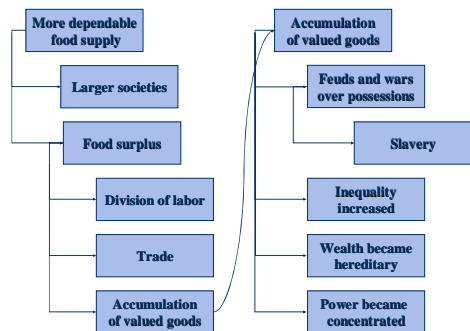 More dependable
food supply
Larger societies
Food surplus
Division of labor
Trade
Accumulation
of valued goods
Accumulation
of valued goods
Feuds and wars
over possessions
Slavery
Inequality
increased
Wealth became
hereditary
Power became
concentrated